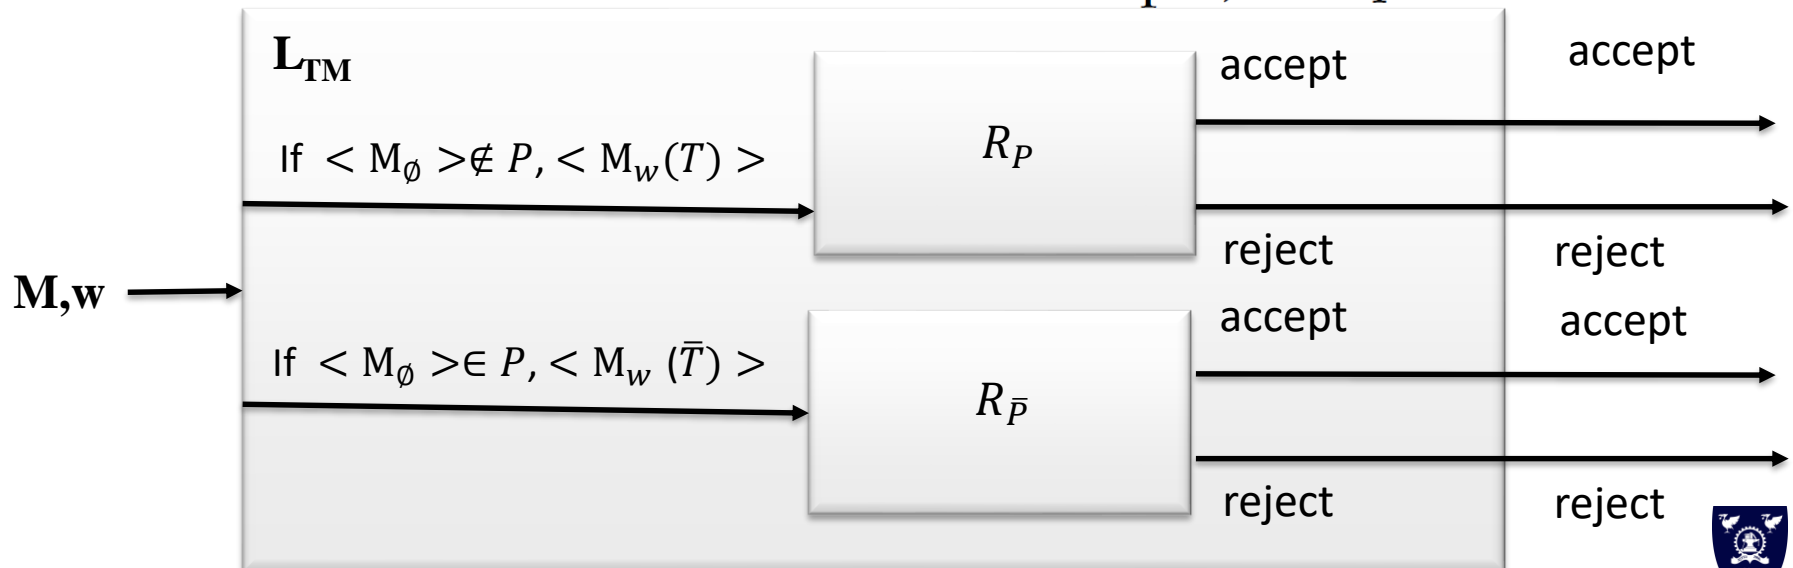 L_TM
accept
accept
If < M_∅ >∉ P, < M_w(T) >
R_P
reject
reject
M,w
accept
accept
If < M_∅ >∈ P, < M_w (T̄) >
R_P̄
reject
reject